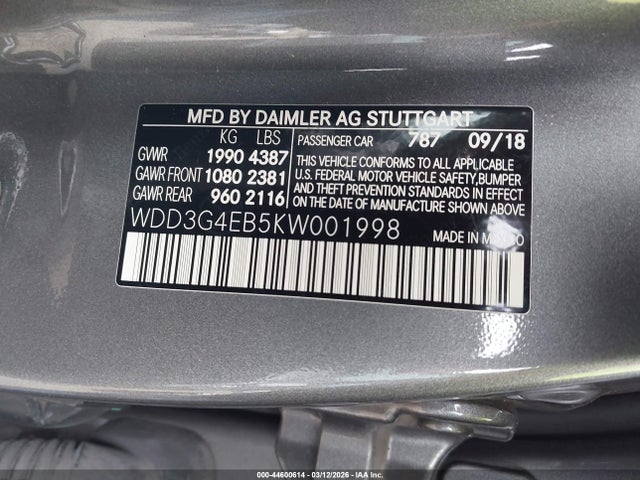 MFD BY DAIMLER AG STUTTGART
KG LBS PASSENGER CAR 787 09/18
GVWR 1990 4387
GAWR FRONT 1080 2381
GAWR REAR 960 2116
THIS VEHICLE CONFORMS TO ALL APPLICABLE
U.S. FEDERAL MOTOR VEHICLE SAFETY, BUMPER
AND THEFT PREVENTION STANDARDS IN EFFECT
ON THE DATE OF MANUFACTURE SHOWN ABOVE
WDD3G4EB5KW001998
MADE IN MEXICO
000-44600614 - 03/12/2026 - IAA Inc.